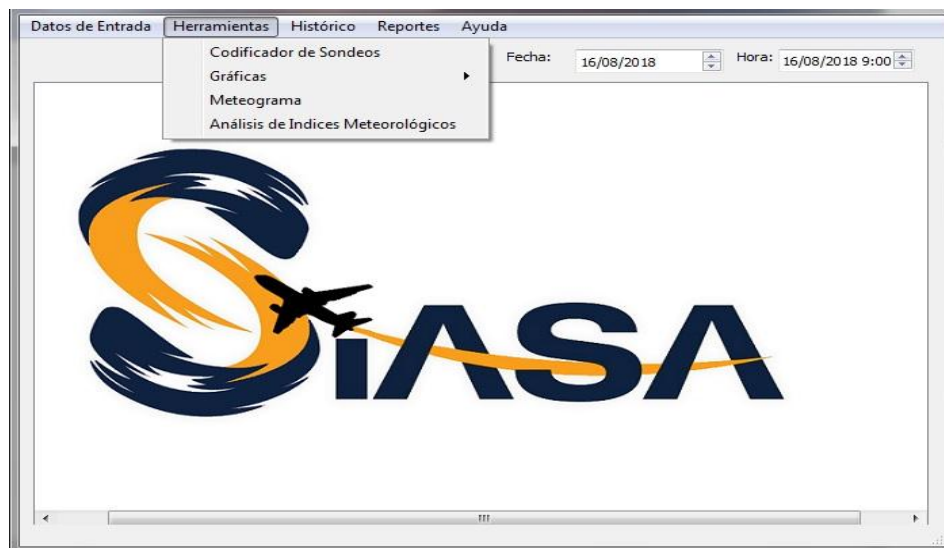 Datos de Entrada Herramientas Histórico Reportes Ayuda
Codificador de Sondeos
Gráficas
Meteograma
Análisis de Indices Meteorológicos
Fecha: 16/08/2018 Hora: 16/08/2018 9:00
SiASA